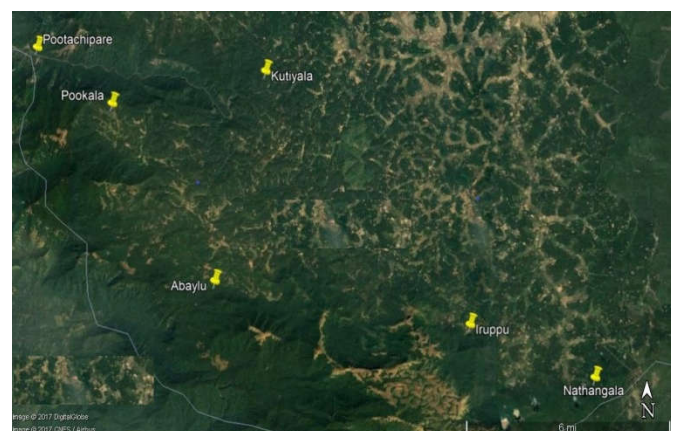 Pootachipare
Kutiyala
Pookala
Abaylu
Iruppu
Nathangala
N
6 mi
Image © 2017 DigitalGlobe
Image © 2017 CNES / Airbus